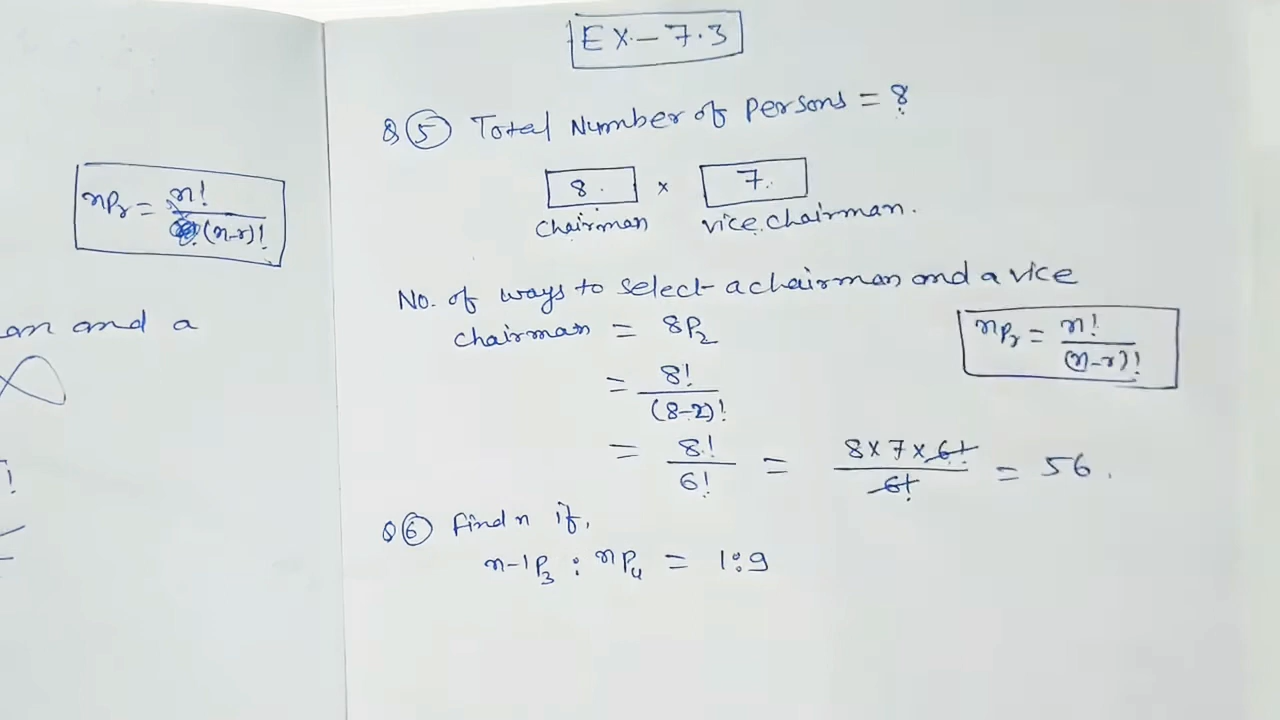 nPr = n! / (n-r)!
an and a
!
EX - 7.3
Q 5 Total Number of Persons = 8
8 × 7
chairman vice chairman.
No. of ways to select a chairman and a vice
chairman = 8P2
nPr = n! / (n-r)!
= 8! / (8-2)!
= 8! / 6! = 8 × 7 × 6! / 6! = 56.
Q 6 Find n if,
n-1P3 : nP4 = 1:9